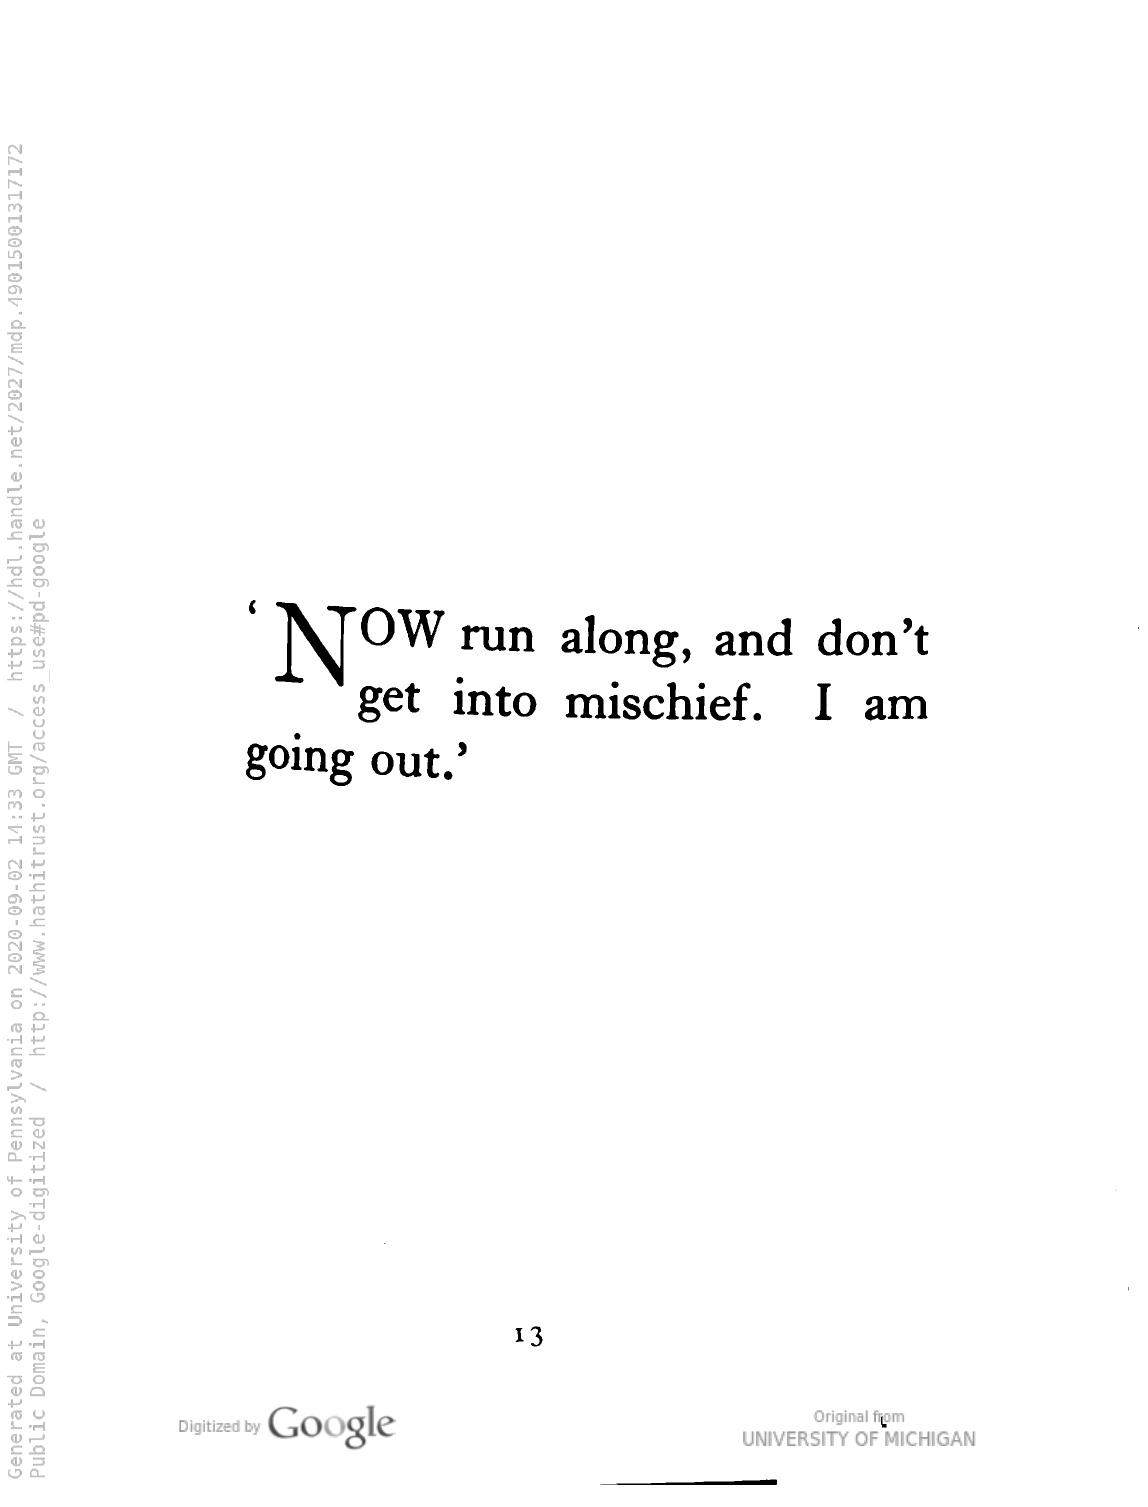 ‘NOW run along, and don’t
get into mischief. I am
going out.’
13
Digitized by Google
Original from
UNIVERSITY OF MICHIGAN
Generated at University of Pennsylvania on 2020-09-02 14:33 GMT / https://hdl.handle.net/2027/mdp.49015001317172
Public Domain, Google-digitized / http://www.hathitrust.org/access_use#pd-google